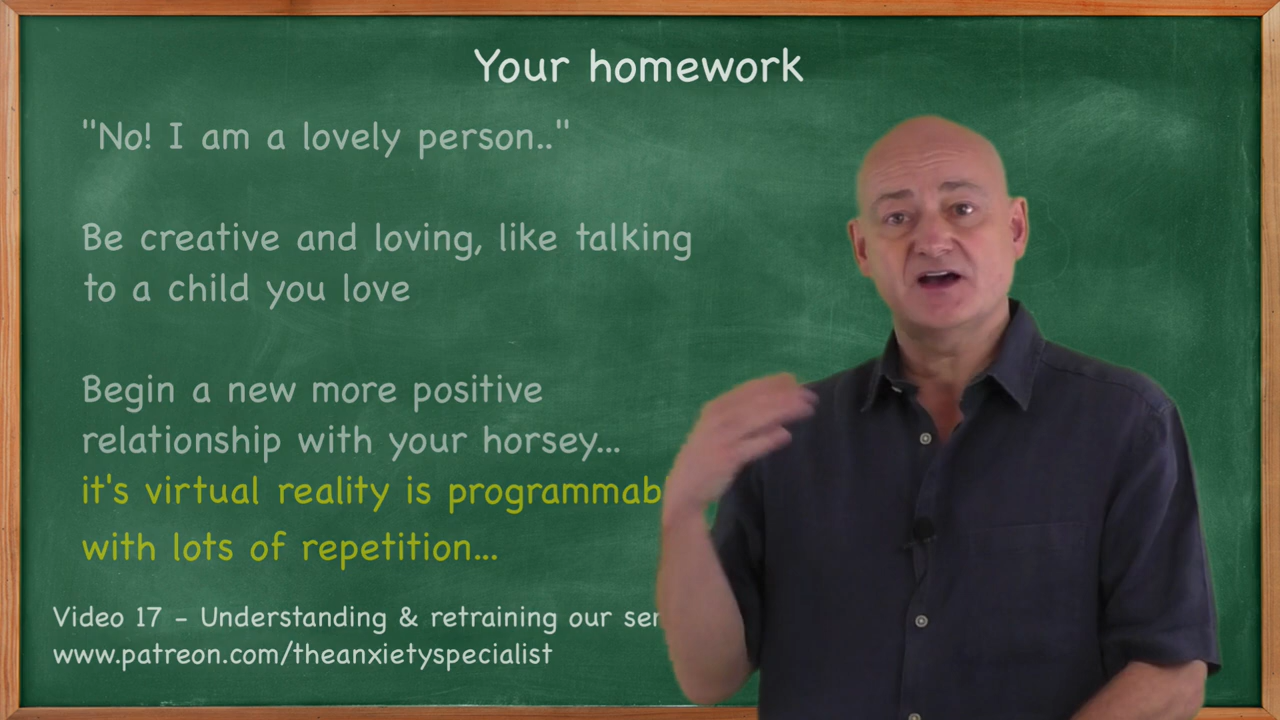 Your homework
"No! I am a lovely person.."
Be creative and loving, like talking
to a child you love
Begin a new more positive
relationship with your horsey...
it's virtual reality is
with lots of repetition...
Video 17 - Understanding & retraining our
www.patreon.com/theanxietyspecialist